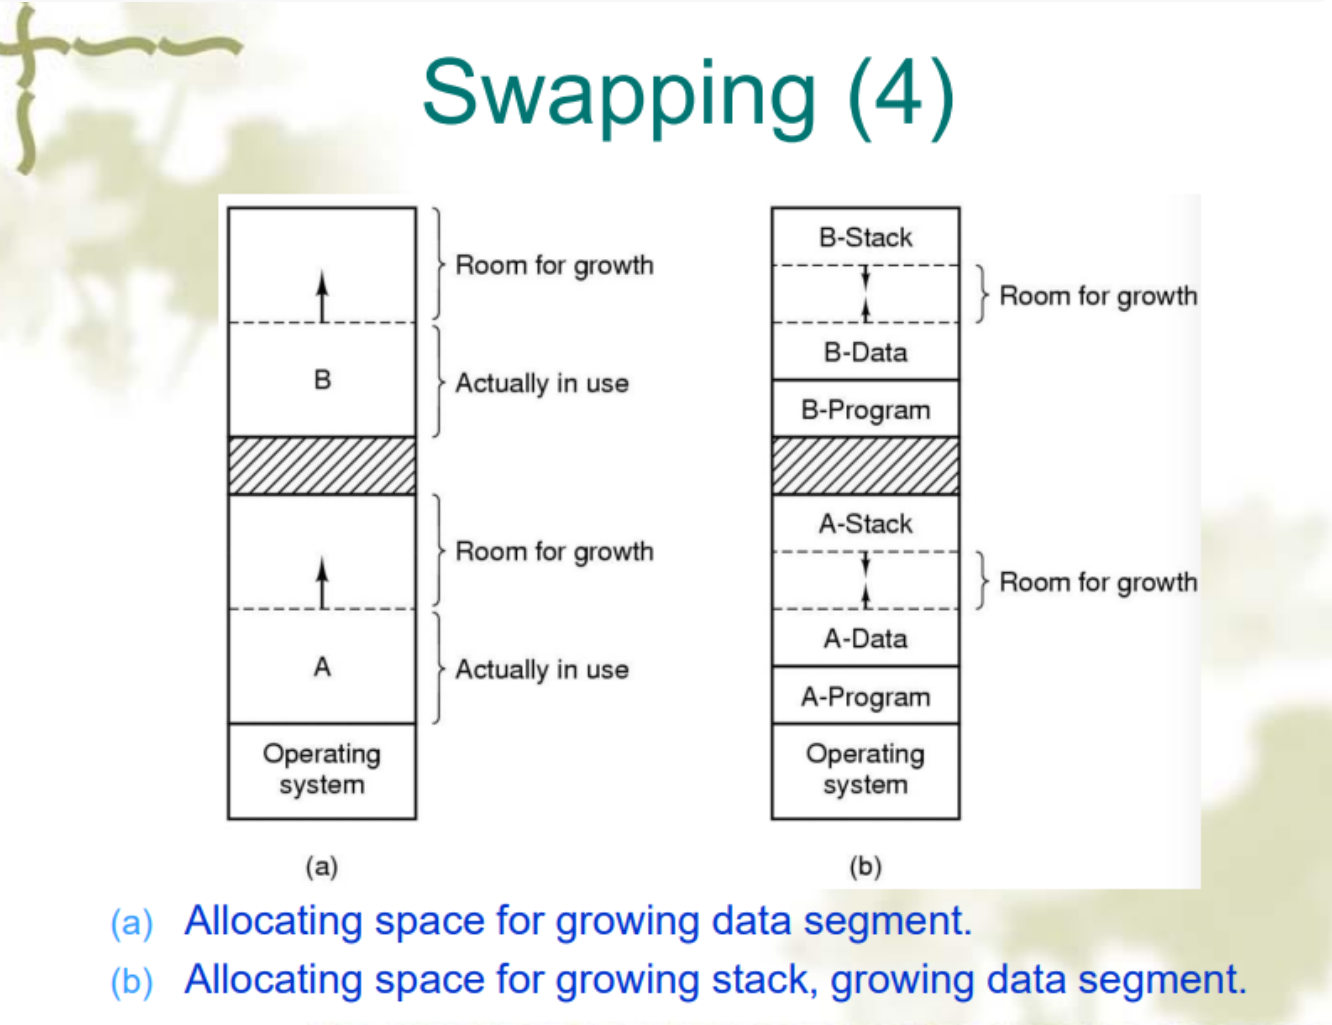 Swapping (4)
Room for growth
B
Actually in use
Room for growth
A
Actually in use
Operating
system
(a)
B-Stack
Room for growth
B-Data
B-Program
A-Stack
Room for growth
A-Data
A-Program
Operating
system
(b)
(a) Allocating space for growing data segment.
(b) Allocating space for growing stack, growing data segment.